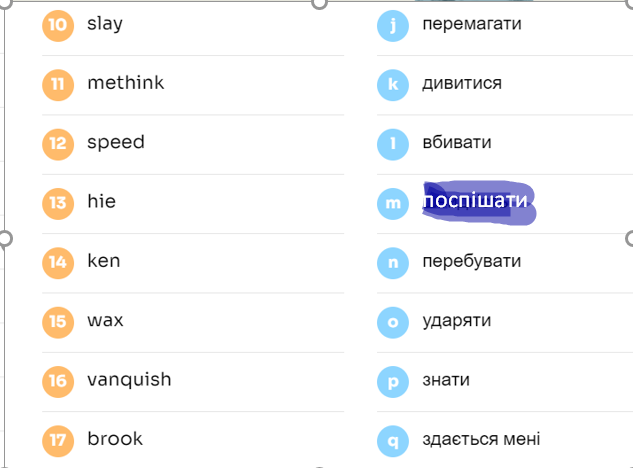 10 slay
j перемагати
11 methink
k дивитися
12 speed
l вбивати
13 hie
m поспішати
14 ken
n перебувати
15 wax
o ударяти
16 vanquish
p знати
17 brook
q здається мені